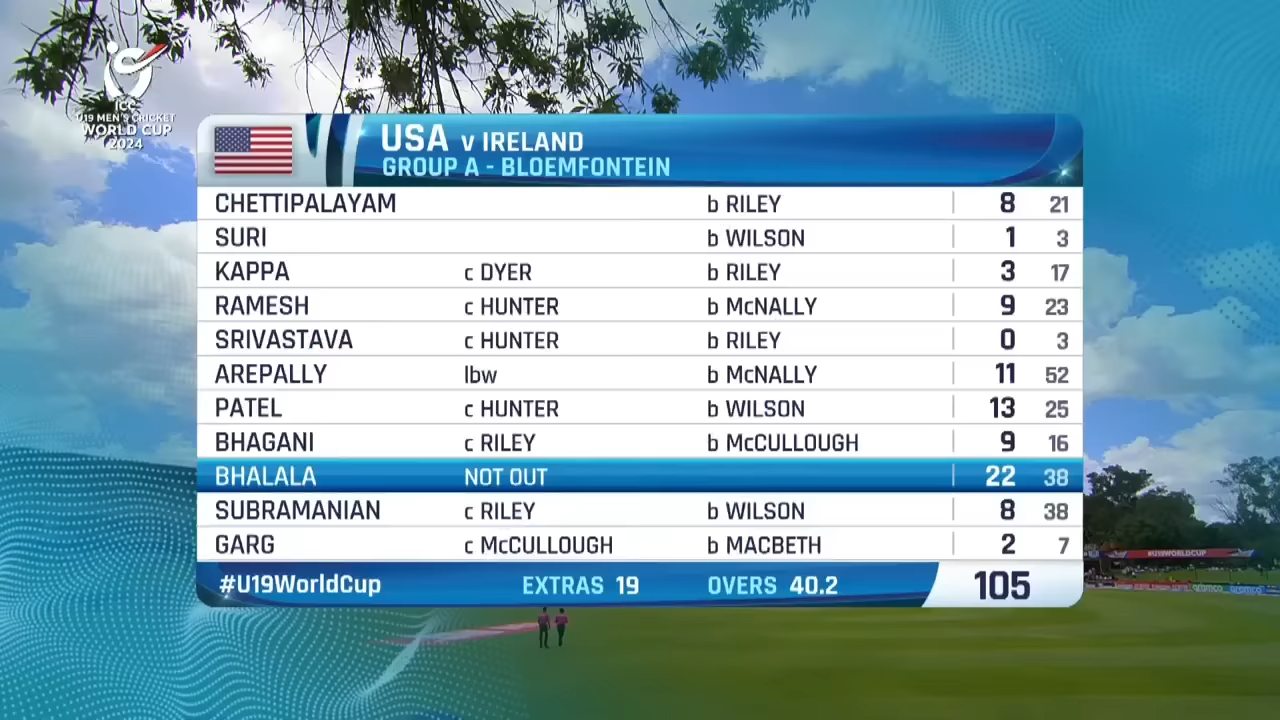 ICC
U19 MEN'S CRICKET
WORLD CUP
2024
USA v IRELAND
GROUP A - BLOEMFONTEIN
CHETTIPALAYAM b RILEY 8 21
SURI b WILSON 1 3
KAPPA c DYER b RILEY 3 17
RAMESH c HUNTER b McNALLY 9 23
SRIVASTAVA c HUNTER b RILEY 0 3
AREPALLY lbw b McNALLY 11 52
PATEL c HUNTER b WILSON 13 25
BHAGANI c RILEY b McCULLOUGH 9 16
BHALALA NOT OUT 22 38
SUBRAMANIAN c RILEY b WILSON 8 38
GARG c McCULLOUGH b MACBETH 2 7
#U19WorldCup EXTRAS 19 OVERS 40.2 105
#U19WORLDCUP
aramco
aramco